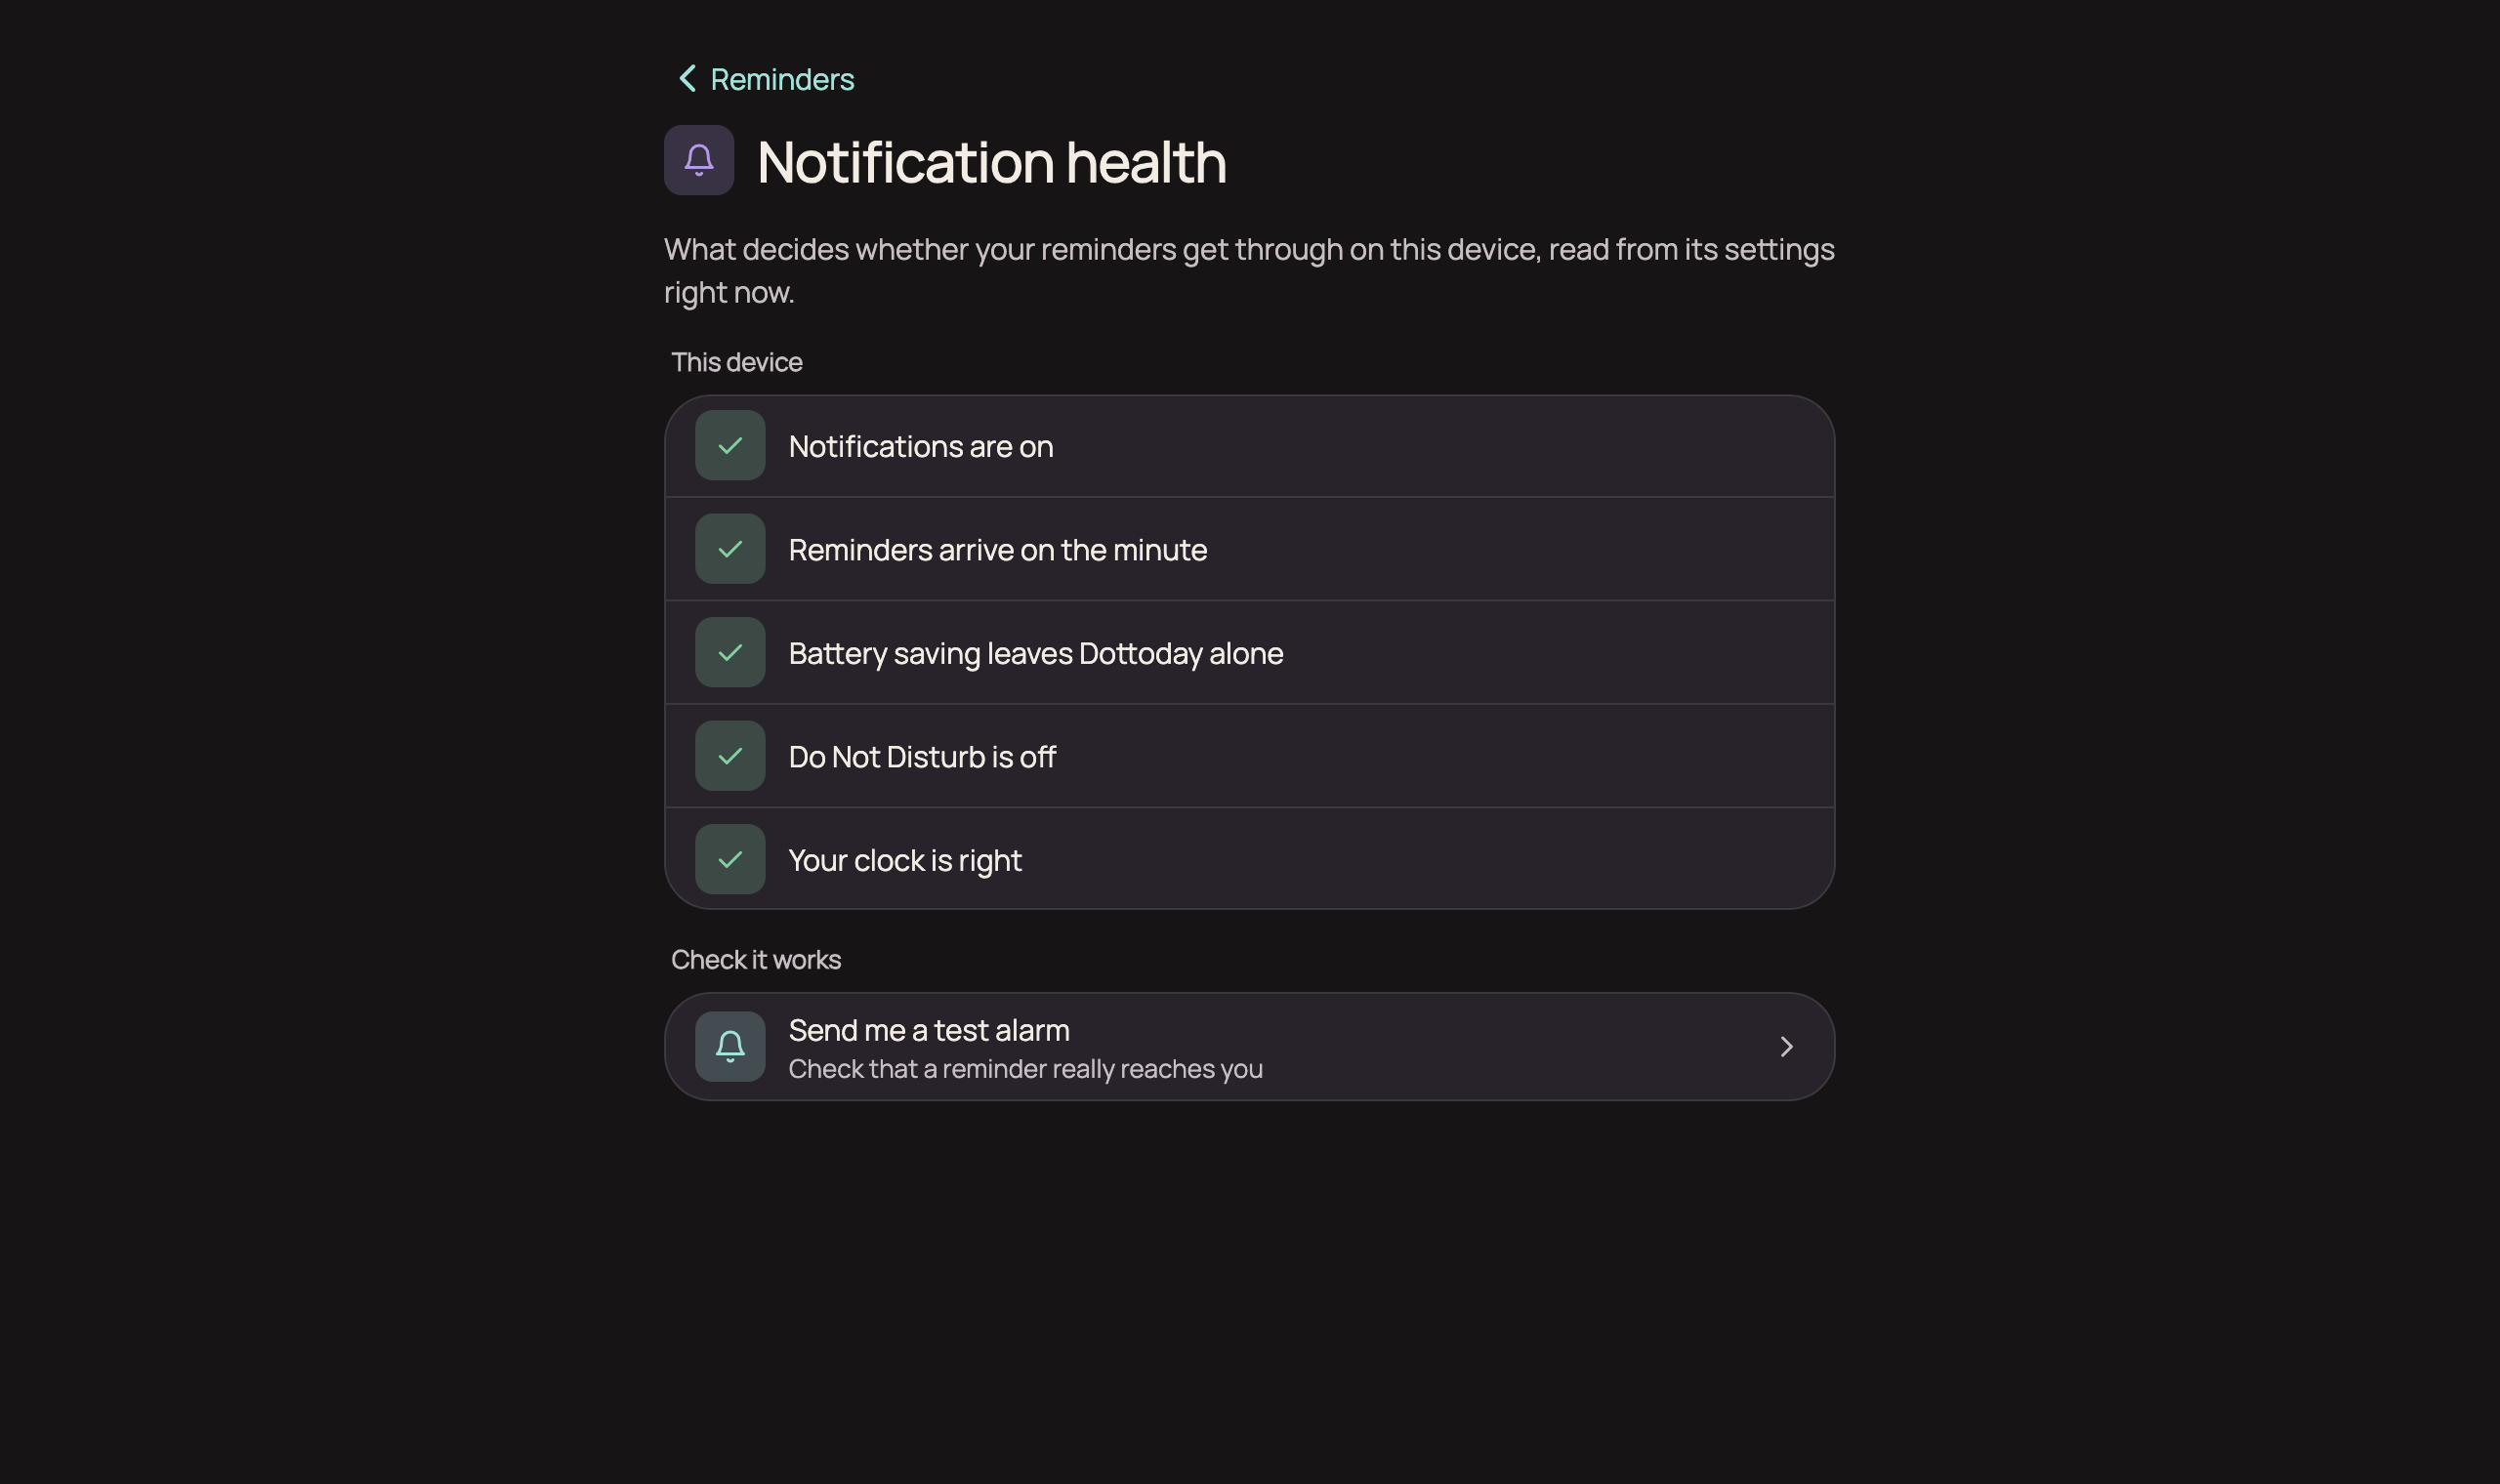 Reminders
Notification health
What decides whether your reminders get through on this device, read from its settings
right now.
This device
Notifications are on
Reminders arrive on the minute
Battery saving leaves Dottoday alone
Do Not Disturb is off
Your clock is right
Check it works
Send me a test alarm
Check that a reminder really reaches you